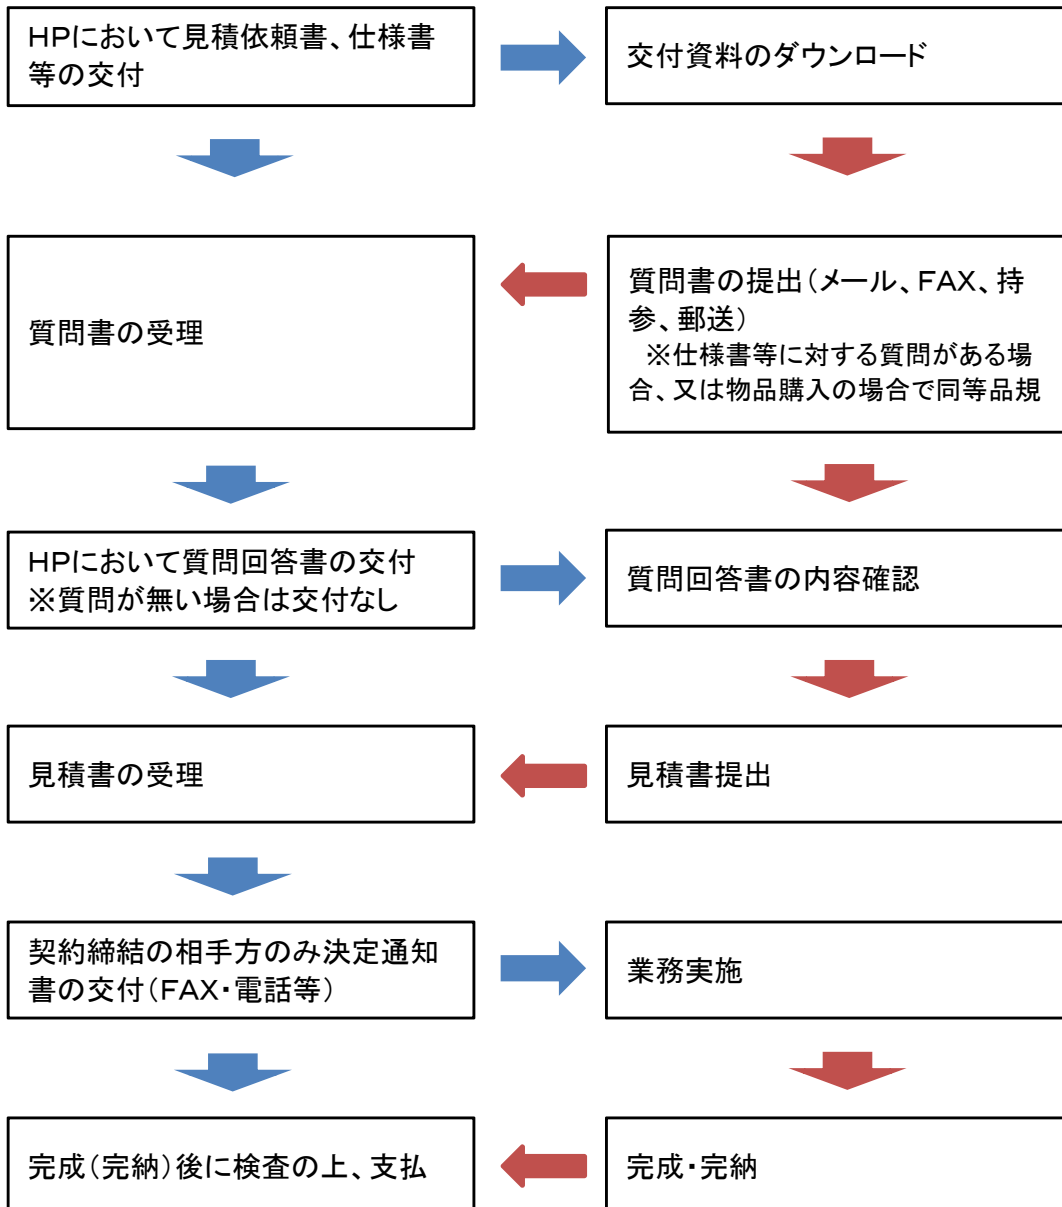 HPにおいて見積依頼書、仕様書
等の交付
交付資料のダウンロード
質問書の受理
質問書の提出(メール、FAX、持
参、郵送)
※仕様書等に対する質問がある場
合、又は物品購入の場合で同等品規
HPにおいて質問回答書の交付
※質問が無い場合は交付なし
質問回答書の内容確認
見積書の受理
見積書提出
契約締結の相手方のみ決定通知
書の交付(FAX・電話等)
業務実施
完成(完納)後に検査の上、支払
完成・完納